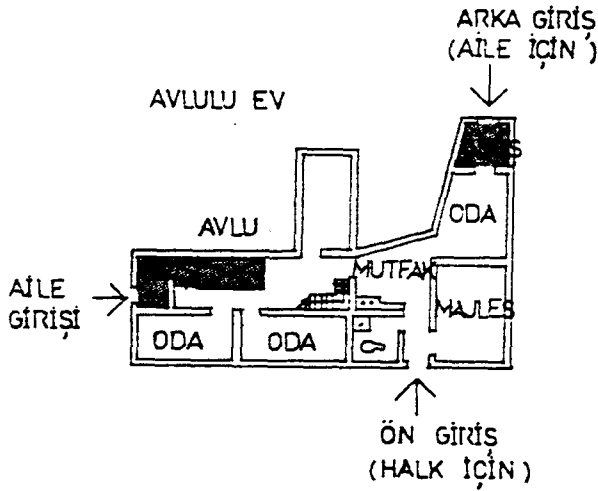 ARKA GİRİŞ
(AİLE İÇİN)
AVLULU EV
ODA
AVLU
MUTFAK
AİLE
GİRİŞİ
MAJLES
ODA
ODA
ÖN GİRİŞ
(HALK İÇİN)